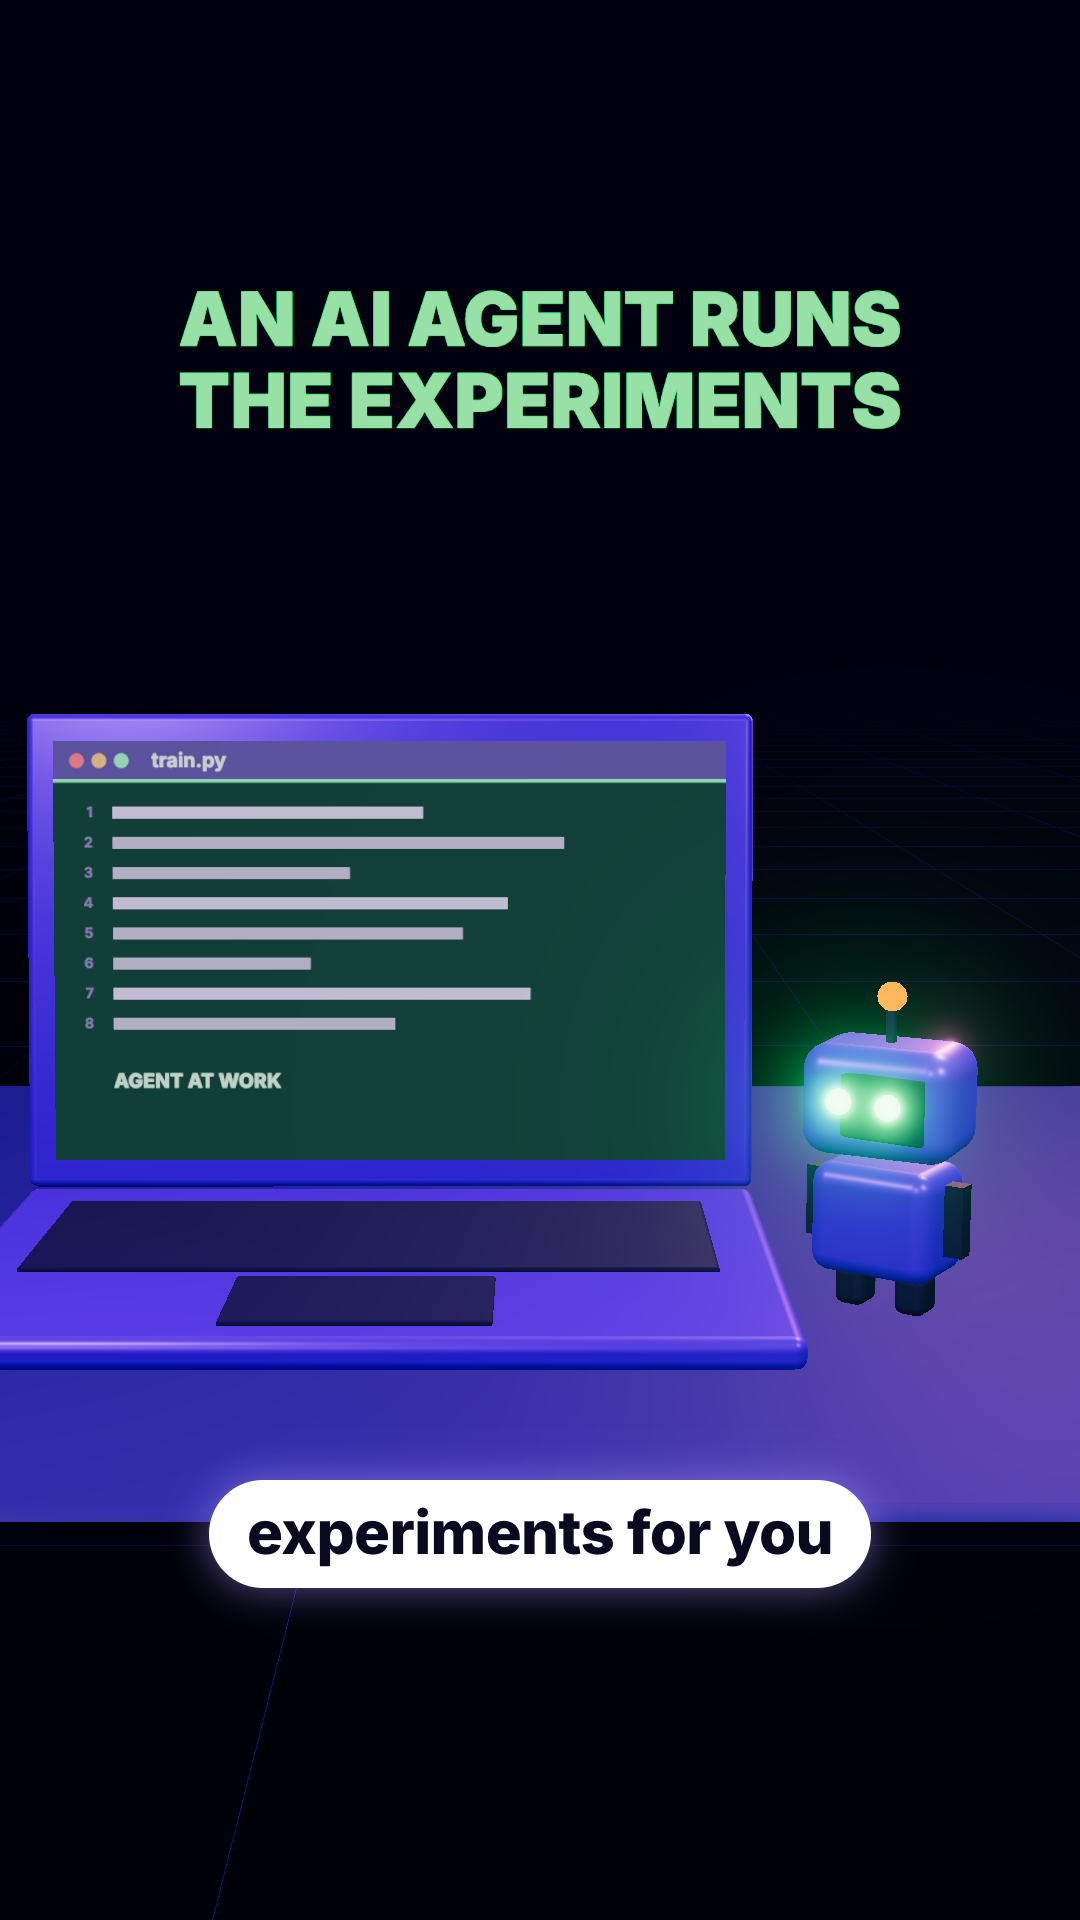 AN AI AGENT RUNS
THE EXPERIMENTS
train.py
1
2
3
4
5
6
7
8
AGENT AT WORK
experiments for you